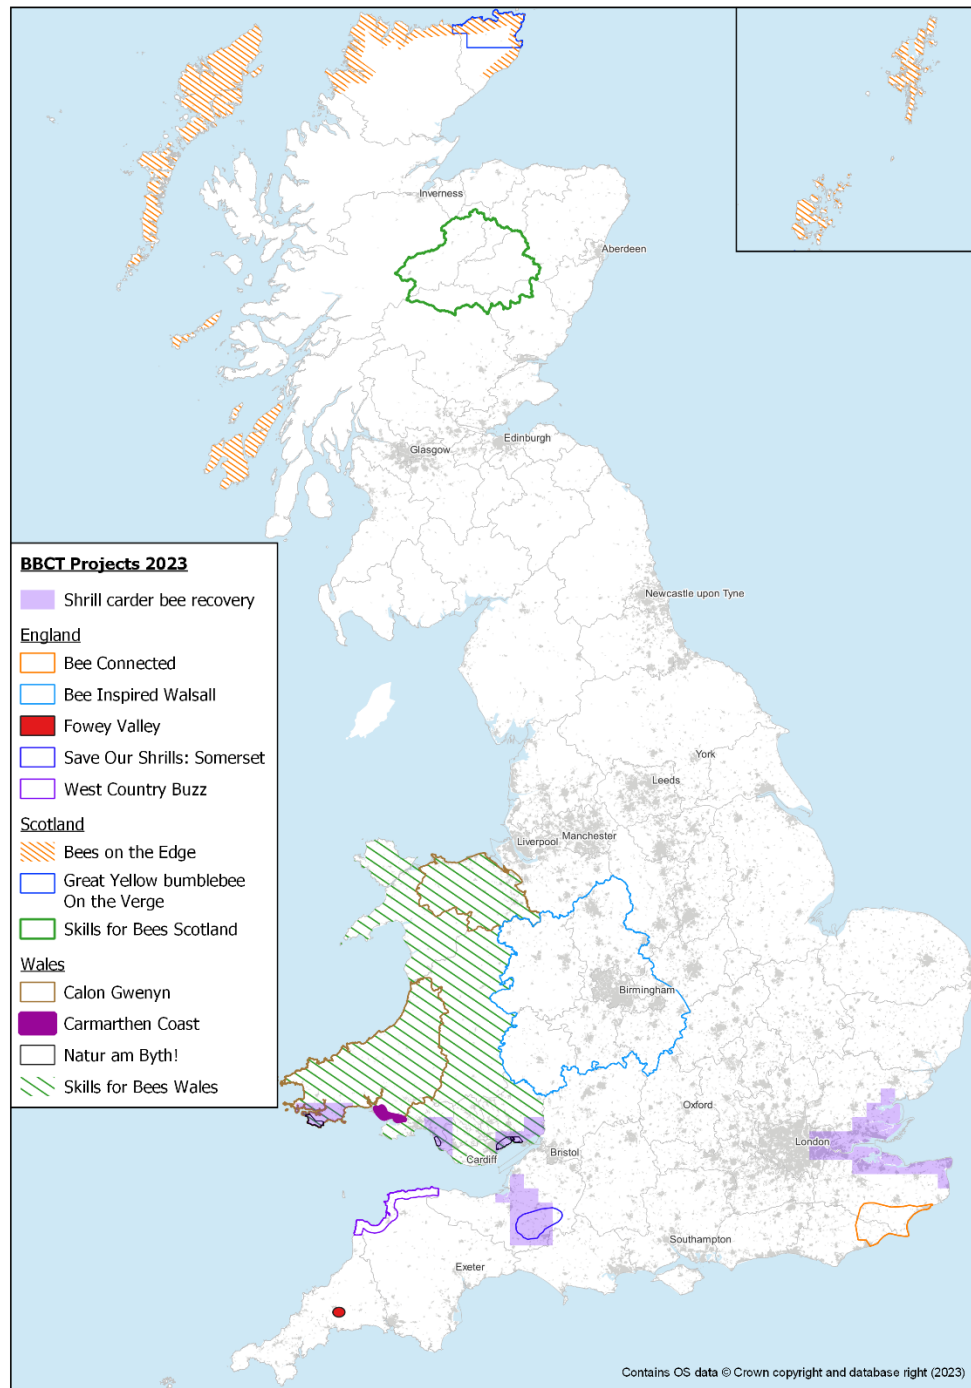 Inverness
Aberdeen
Edinburgh
Glasgow
BBCT Projects 2023
Shrill carder bee recovery
England
Bee Connected
Bee Inspired Walsall
Fowey Valley
Save Our Shrills: Somerset
West Country Buzz
Scotland
Bees on the Edge
Great Yellow bumblebee
On the Verge
Skills for Bees Scotland
Wales
Calon Gwenyn
Carmarthen Coast
Natur am Byth!
Skills for Bees Wales
Newcastle upon Tyne
York
Leeds
Manchester
Liverpool
Birmingham
Oxford
London
Cardiff
Bristol
Southampton
Exeter
Contains OS data © Crown copyright and database right (2023)